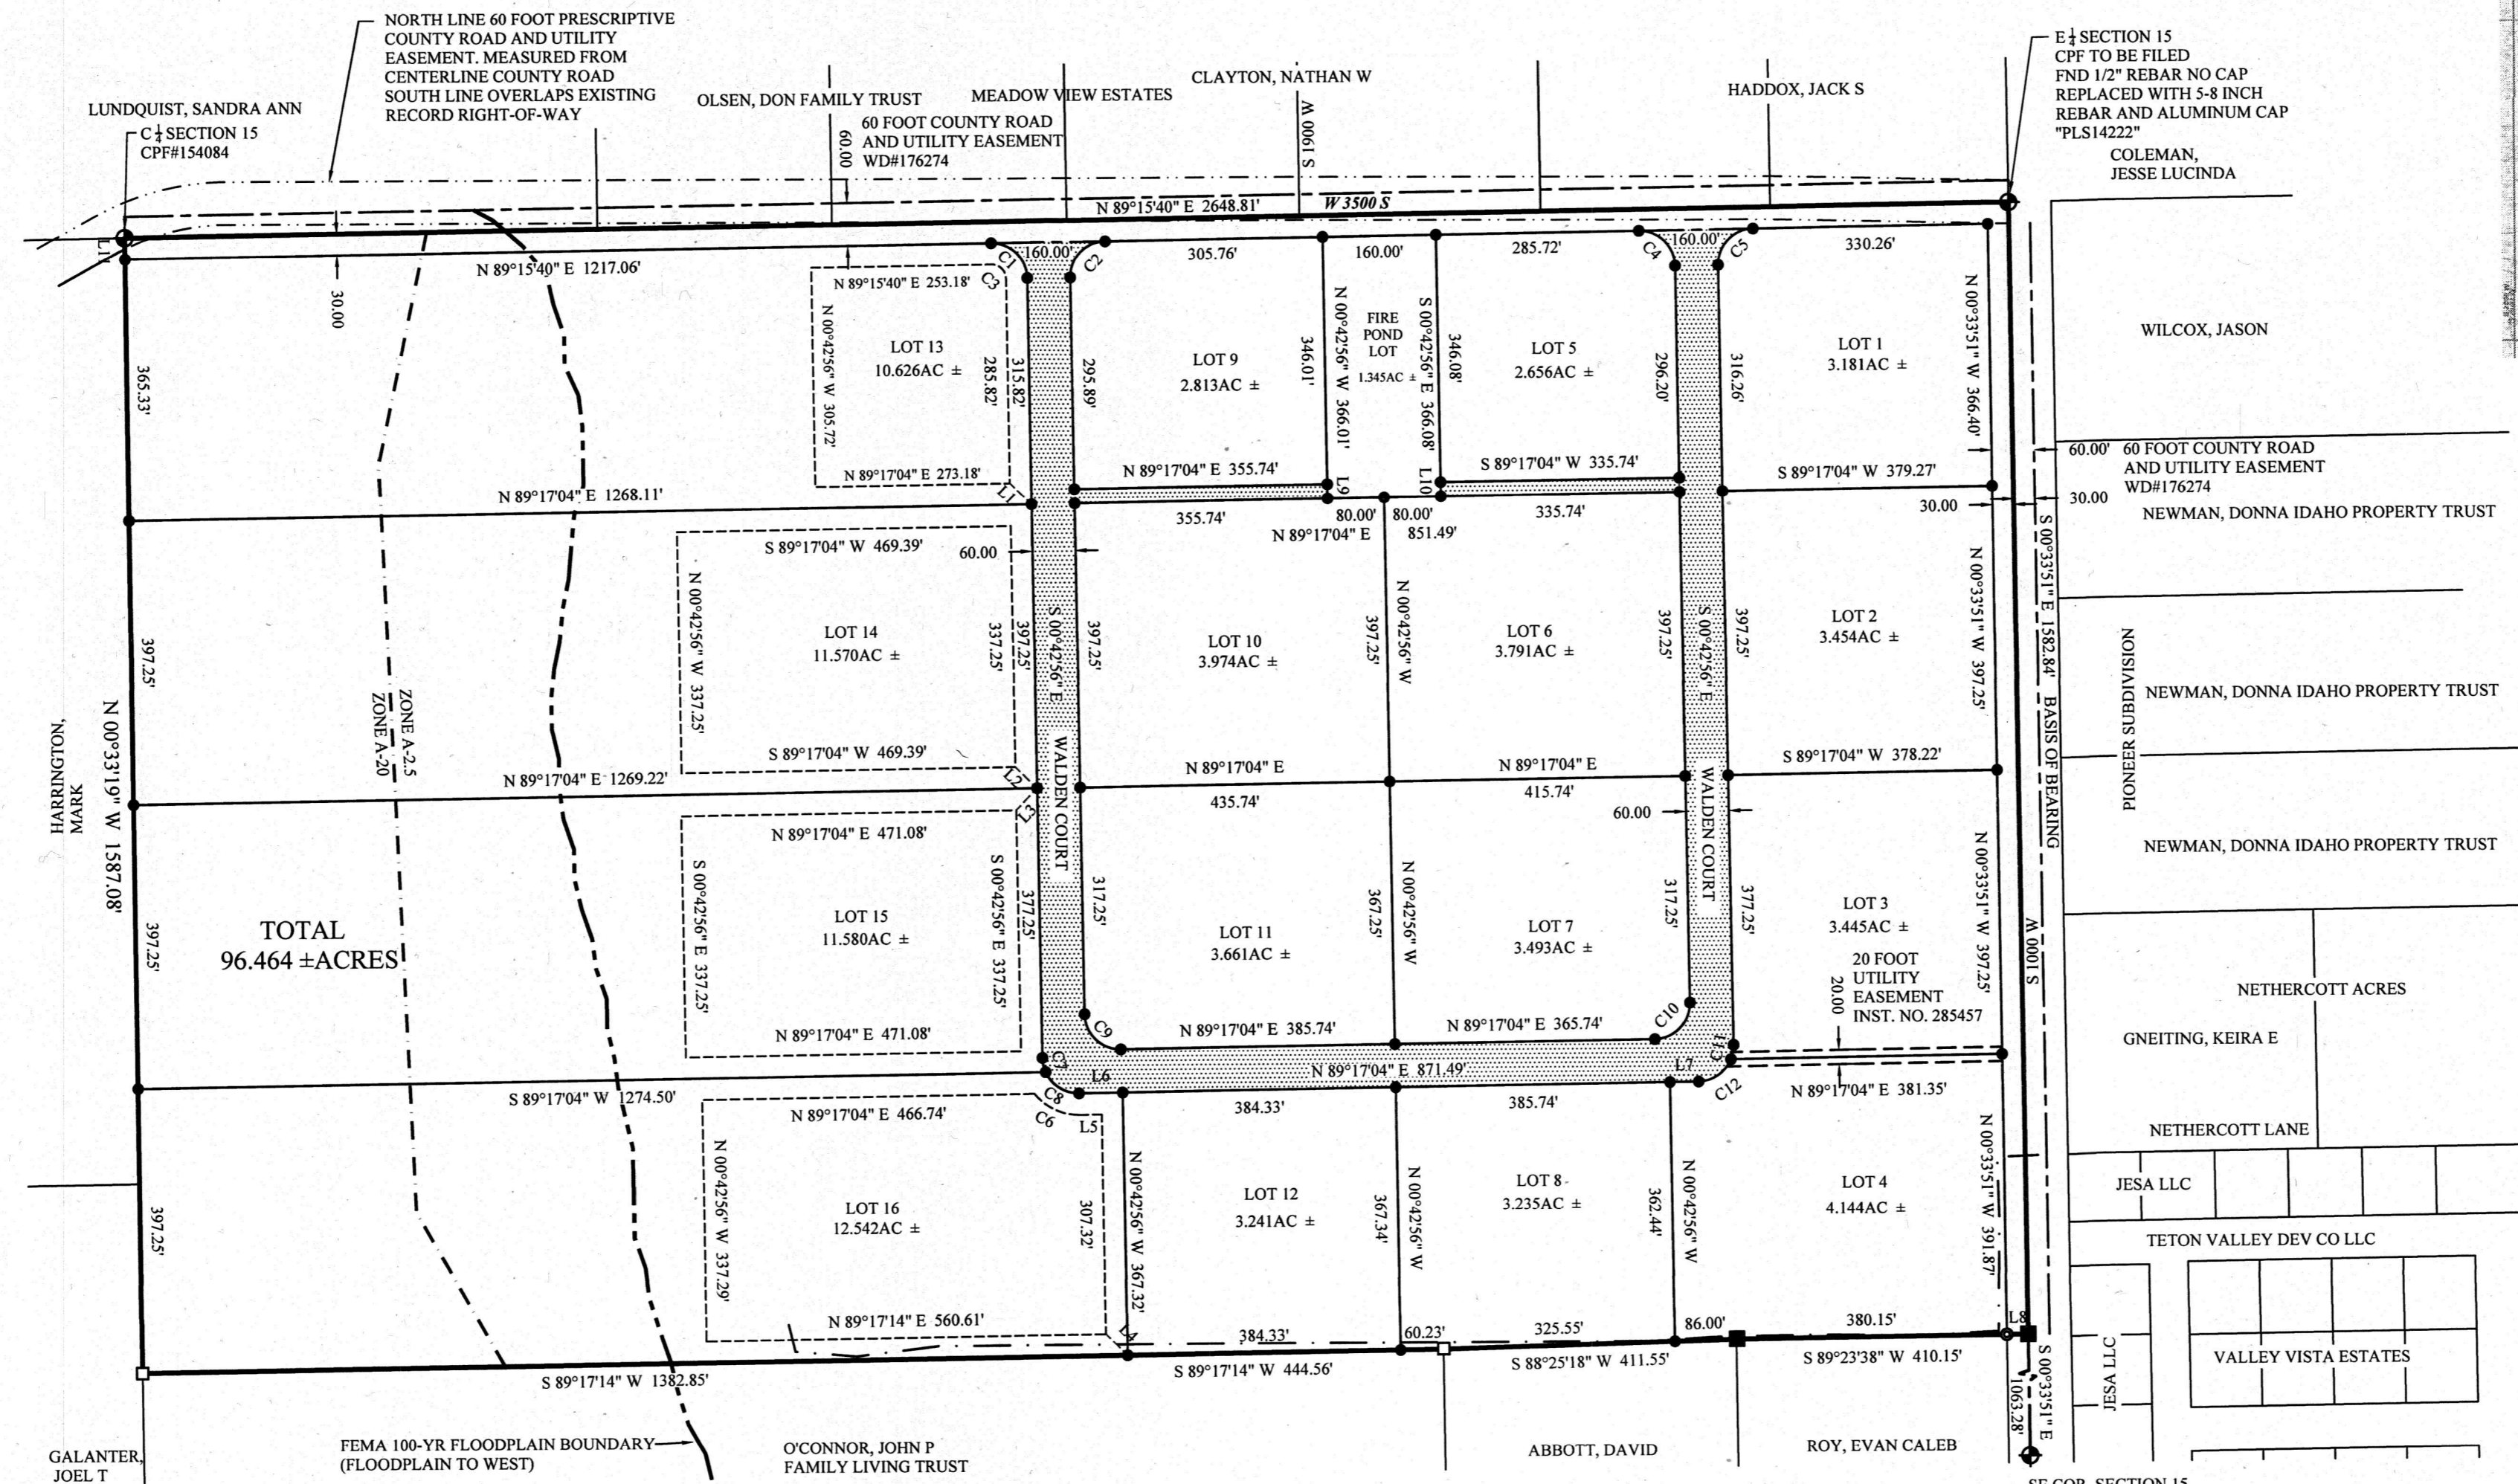 NORTH LINE 60 FOOT PRESCRIPTIVE
COUNTY ROAD AND UTILITY
EASEMENT. MEASURED FROM
CENTERLINE COUNTY ROAD
SOUTH LINE OVERLAPS EXISTING
RECORD RIGHT-OF-WAY
LUNDQUIST, SANDRA ANN
C 1/4 SECTION 15
CPF#154084
OLSEN, DON FAMILY TRUST
MEADOW VIEW ESTATES
CLAYTON, NATHAN W
HADDOX, JACK S
60 FOOT COUNTY ROAD
AND UTILITY EASEMENT
WD#176274
60.00
S 1900 W
E 1/4 SECTION 15
CPF TO BE FILED
FND 1/2" REBAR NO CAP
REPLACED WITH 5-8 INCH
REBAR AND ALUMINUM CAP
"PLS14222"
COLEMAN,
JESSE LUCINDA
N 89°15'40" E 2648.81'
W 3500 S
L11
N 89°15'40" E 1217.06'
30.00
C1
160.00'
C2
305.76'
160.00'
285.72'
C4
160.00'
C5
330.26'
N 89°15'40" E 253.18'
C3
N 00°42'56" W 305.72'
LOT 13
10.626AC ±
285.82'
315.82'
295.89'
LOT 9
2.813AC ±
346.01'
N 00°42'56" W 366.01'
FIRE
POND
LOT
1.345AC ±
S 00°42'56" E 366.08'
346.08'
LOT 5
2.656AC ±
296.20'
316.26'
LOT 1
3.181AC ±
N 00°33'51" W 366.40'
WILCOX, JASON
365.33'
N 89°17'04" E 273.18'
L1
N 89°17'04" E 355.74'
L9
L10
S 89°17'04" W 335.74'
S 89°17'04" W 379.27'
60.00'
60 FOOT COUNTY ROAD
AND UTILITY EASEMENT
WD#176274
30.00
30.00
NEWMAN, DONNA IDAHO PROPERTY TRUST
N 89°17'04" E 1268.11'
355.74'
80.00'
80.00'
335.74'
N 89°17'04" E
851.49'
S 89°17'04" W 469.39'
60.00
N 00°42'56" W 337.25'
LOT 14
11.570AC ±
337.25'
397.25'
S 00°42'56" E
397.25'
LOT 10
3.974AC ±
397.25'
N 00°42'56" W
LOT 6
3.791AC ±
397.25'
S 00°42'56" E
397.25'
LOT 2
3.454AC ±
N 00°33'51" W 397.25'
S 00°33'51" E 1582.84' BASIS OF BEARING
PIONEER SUBDIVISION
NEWMAN, DONNA IDAHO PROPERTY TRUST
397.25'
ZONE A-2.5
ZONE A-20
HARRINGTON,
MARK
N 00°33'19" W 1587.08'
S 89°17'04" W 469.39'
L2
N 89°17'04" E 1269.22'
L3
WALDEN COURT
N 89°17'04" E
435.74'
N 89°17'04" E
415.74'
60.00
WALDEN COURT
S 89°17'04" W 378.22'
NEWMAN, DONNA IDAHO PROPERTY TRUST
N 89°17'04" E 471.08'
S 00°42'56" E 337.25'
LOT 15
11.580AC ±
S 00°42'56" E 337.25'
377.25'
317.25'
LOT 11
3.661AC ±
367.25'
N 00°42'56" W
LOT 7
3.493AC ±
317.25'
377.25'
LOT 3
3.445AC ±
N 00°33'51" W 397.25'
S 1000 W
TOTAL
96.464 ±ACRES
397.25'
20 FOOT
UTILITY
EASEMENT
INST. NO. 285457
20.00
NETHERCOTT ACRES
GNEITING, KEIRA E
N 89°17'04" E 471.08'
C9
N 89°17'04" E 385.74'
N 89°17'04" E 365.74'
C10
C11
C7
L6
N 89°17'04" E 871.49'
L7
C12
N 89°17'04" E 381.35'
S 89°17'04" W 1274.50'
C8
C6
L5
384.33'
385.74'
N 89°17'04" E 466.74'
NETHERCOTT LANE
JESA LLC
N 00°42'56" W 337.29'
LOT 16
12.542AC ±
307.32'
N 00°42'56" W 367.32'
LOT 12
3.241AC ±
367.34'
N 00°42'56" W
LOT 8
3.235AC ±
362.44'
N 00°42'56" W
LOT 4
4.144AC ±
N 00°33'51" W 391.87'
397.25'
TETON VALLEY DEV CO LLC
N 89°17'14" E 560.61'
L4
384.33'
60.23'
325.55'
86.00'
380.15'
L8
S 89°17'14" W 1382.85'
S 89°17'14" W 444.56'
S 88°25'18" W 411.55'
S 89°23'38" W 410.15'
S 00°33'51" E
1063.28'
JESA LLC
VALLEY VISTA ESTATES
GALANTER,
JOEL T
FEMA 100-YR FLOODPLAIN BOUNDARY
(FLOODPLAIN TO WEST)
O'CONNOR, JOHN P
FAMILY LIVING TRUST
ABBOTT, DAVID
ROY, EVAN CALEB
SE COR. SECTION 15